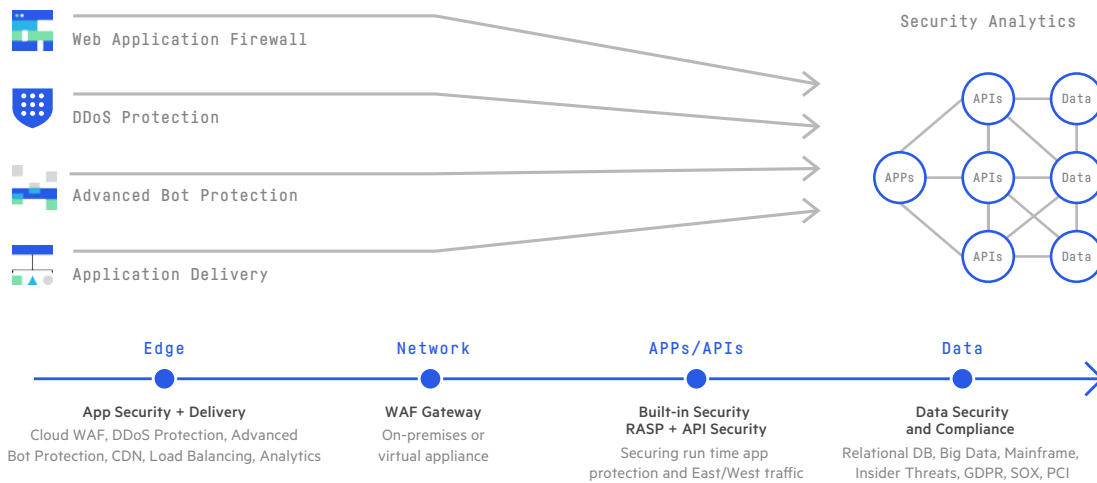 Security Analytics
Web Application Firewall
DDoS Protection
Advanced Bot Protection
Application Delivery
APIs Data
APPs APIs Data
APIs Data
Edge
Network
APPs/APIs
Data
App Security + Delivery
Cloud WAF, DDoS Protection, Advanced
Bot Protection, CDN, Load Balancing, Analytics
WAF Gateway
On-premises or
virtual appliance
Built-in Security
RASP + API Security
Securing run time app
protection and East/West traffic
Data Security
and Compliance
Relational DB, Big Data, Mainframe,
Insider Threats, GDPR, SOX, PCI